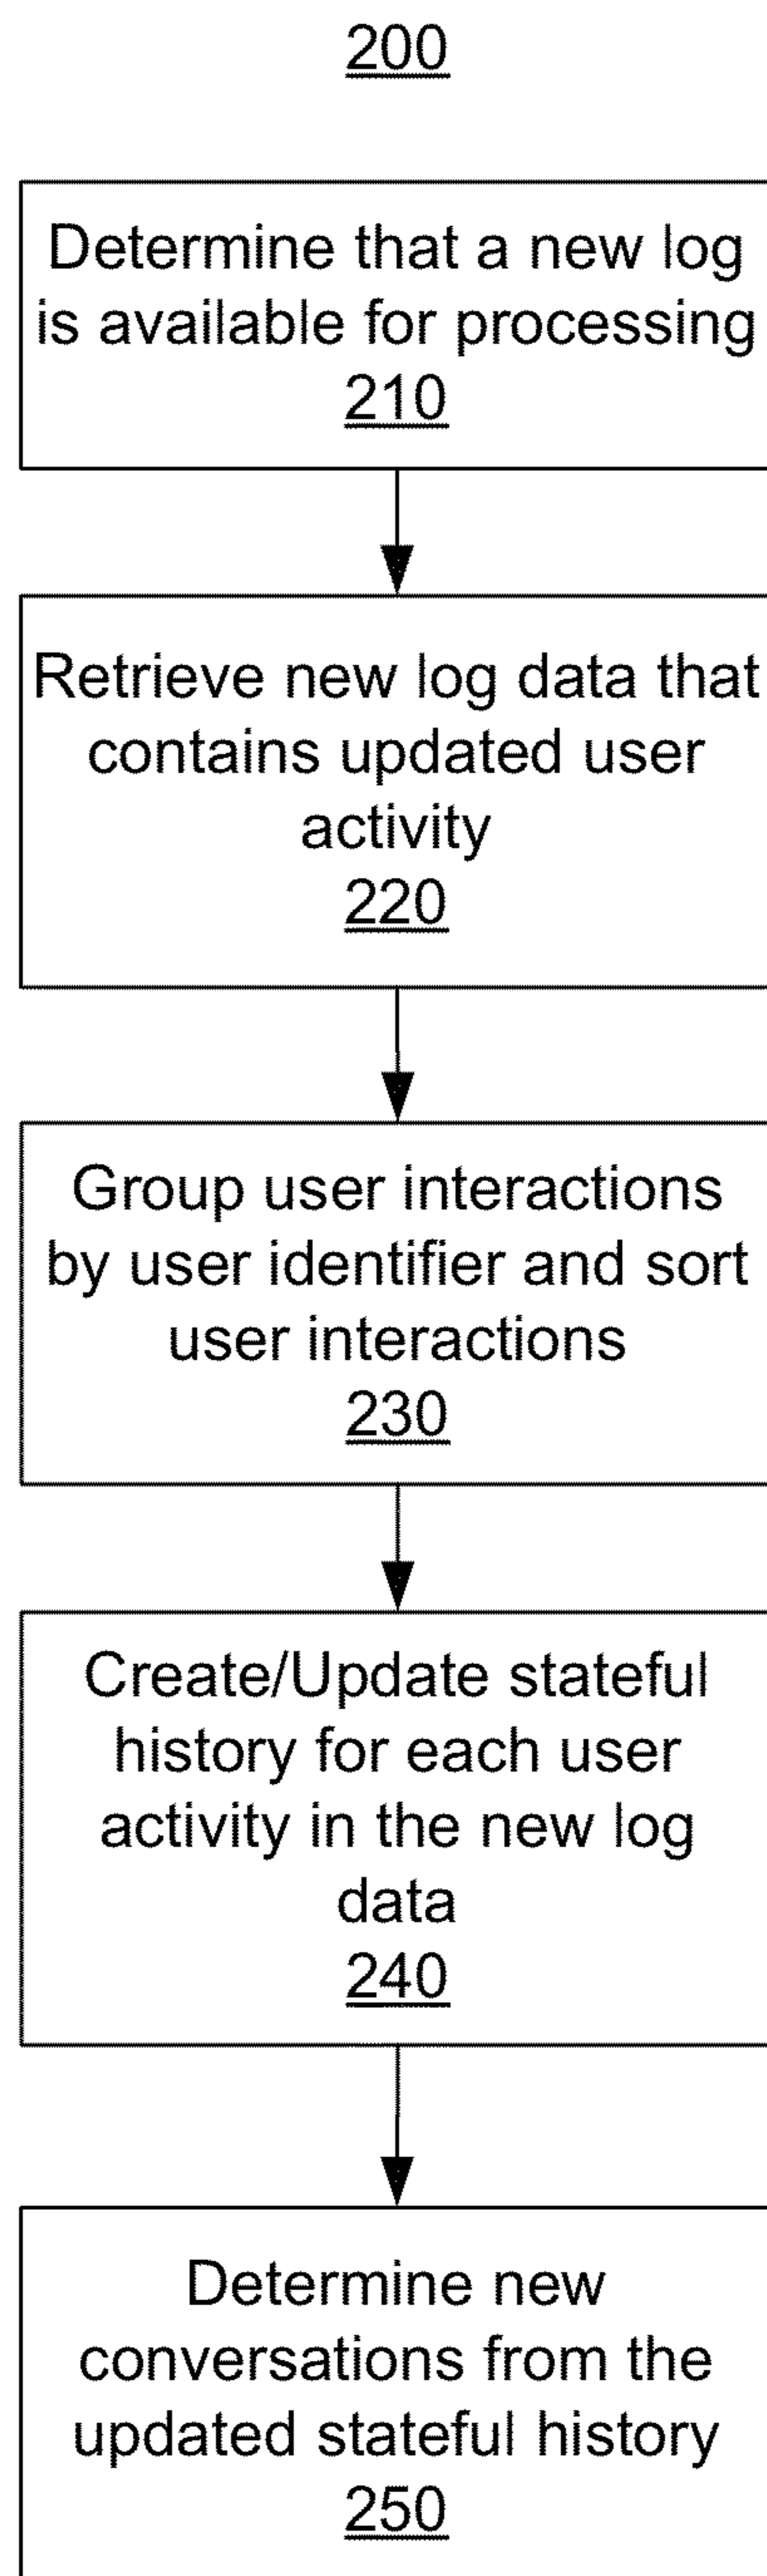 200
Determine that a new log
is available for processing
210
Retrieve new log data that
contains updated user
activity
220
Group user interactions
by user identifier and sort
user interactions
230
Create/Update stateful
history for each user
activity in the new log
data
240
Determine new
conversations from the
updated stateful history
250